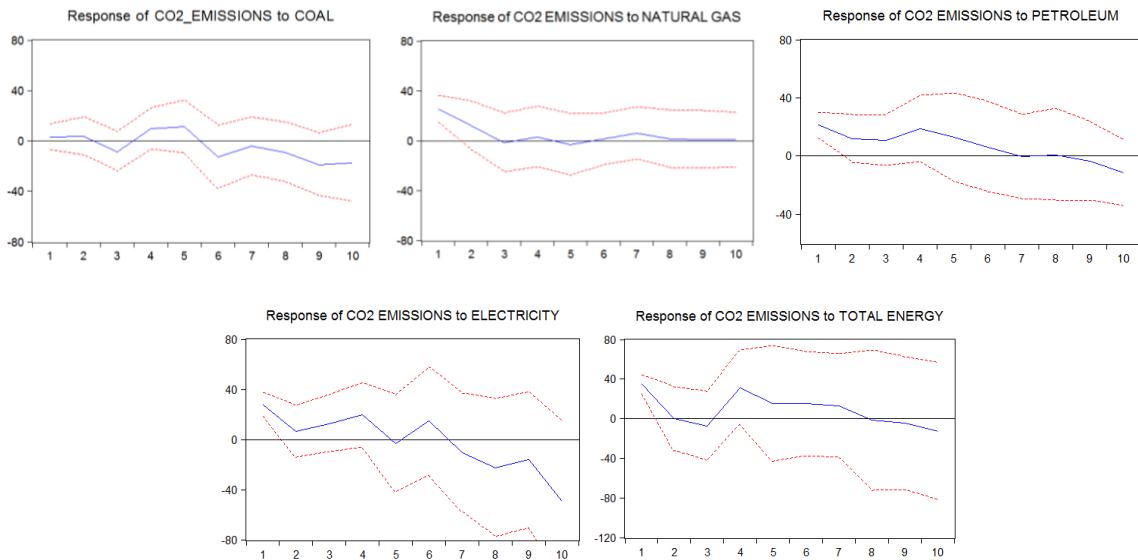 Response of CO2_EMISSIONS to COAL
80
40
0
-40
-80
1 2 3 4 5 6 7 8 9 10
Response of CO2 EMISSIONS to NATURAL GAS
80
40
0
-40
-80
1 2 3 4 5 6 7 8 9 10
Response of CO2 EMISSIONS to PETROLEUM
80
40
0
-40
1 2 3 4 5 6 7 8 9 10
Response of CO2 EMISSIONS to ELECTRICITY
80
40
0
-40
-80
1 2 3 4 5 6 7 8 9 10
Response of CO2 EMISSIONS to TOTAL ENERGY
80
40
0
-40
-80
-120
1 2 3 4 5 6 7 8 9 10